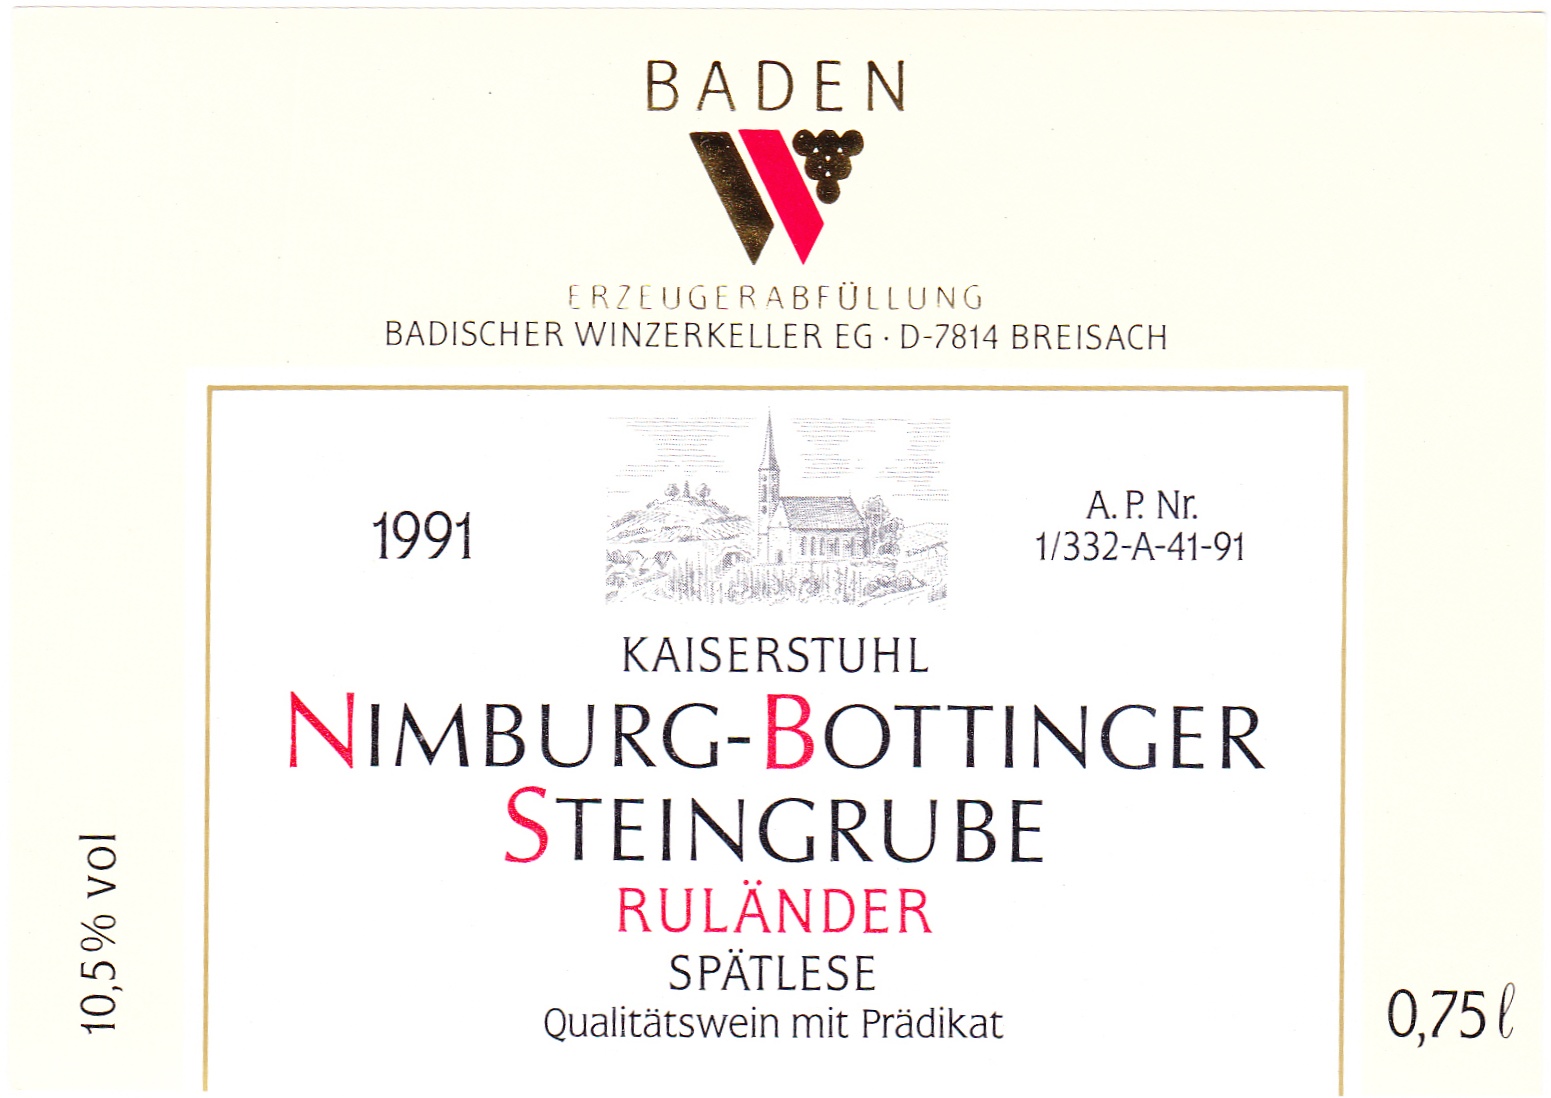 BADEN
ERZEUGERABFÜLLUNG
BADISCHER WINZERKELLER EG · D-7814 BREISACH
1991
A. P. Nr.
1/332-A-41-91
KAISERSTUHL
NIMBURG-BOTTINGER
STEINGRUBE
RULÄNDER
SPÄTLESE
Qualitätswein mit Prädikat
10,5% vol
0,75 ℓ